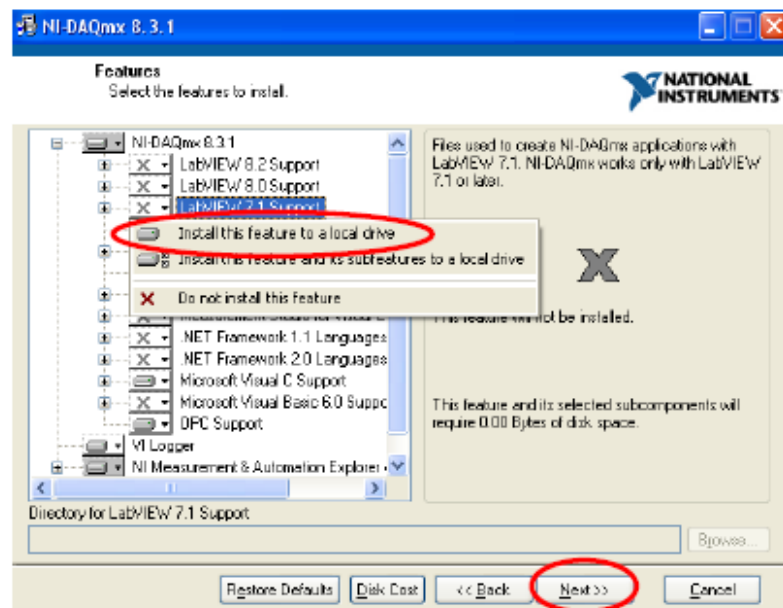 NI-DAQmx 8.3.1
Features
Select the features to install.
NATIONAL
INSTRUMENTS
NI-DAQmx 8.3.1
LabVIEW 8.2 Support
LabVIEW 8.0 Support
LabVIEW 7.1 Support
Install this feature to a local drive
Install this feature and its subfeatures to a local drive
Do not install this feature
.NET Framework 1.1 Languages
.NET Framework 2.0 Languages
Microsoft Visual C Support
Microsoft Visual Basic 6.0 Suppc
OPC Support
VI Logger
NI Measurement & Automation Explorer
Files used to create NI-DAQmx applications with
LabVIEW 7.1. NI-DAQmx works only with LabVIEW
7.1 or later.
This feature will not be installed.
This feature and its selected subcomponents will
require 0.00 Bytes of disk space.
Directory for LabVIEW 7.1 Support
Browse...
Restore Defaults
Disk Cost
<< Back
Next >>
Cancel